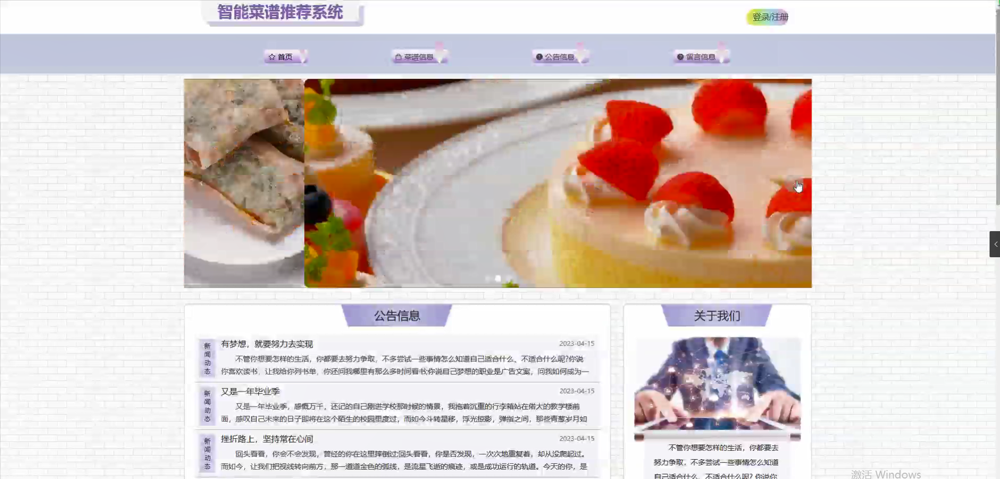 智能菜谱推荐系统
登录/注册
首页
菜谱信息
公告信息
留言信息
公告信息
新闻动态
有梦想，就要努力去实现
2023-04-15
不管你想要怎样的生活，你都要去努力争取，不多尝试一些事情怎么知道自己适合什么、不适合什么呢?你说
你喜欢读书，让我给你列书单，你还问我哪里有那么多时间看书;你说自己梦想的职业是广告文案，问我如何成为一
新闻动态
又是一年毕业季
2023-04-15
又是一年毕业季，感慨万千，还记的自己刚进学校那时候的情景，我拖着沉重的行李箱站在偌大的教学楼前
面，感叹自己未来的日子即将在这个陌生的校园里度过，而如今斗转星移，浮光掠影，弹指之间，那些青葱岁月如
新闻动态
挫折路上，坚持常在心间
2023-04-15
回头看看，你会不会发现，曾经的你在这里摔倒过;回头看看，你是否发现，一次次地重复着，却从没爬起过。
而如今，让我们把视线转向前方，那一道道金色的弧线，是流星飞逝的痕迹，或是成功运行的轨道。今天的你，是
关于我们
不管你想要怎样的生活，你都要去
努力争取，不多尝试一些事情怎么知道
自己适合什么、不适合什么呢? 你说你
激活 Windows